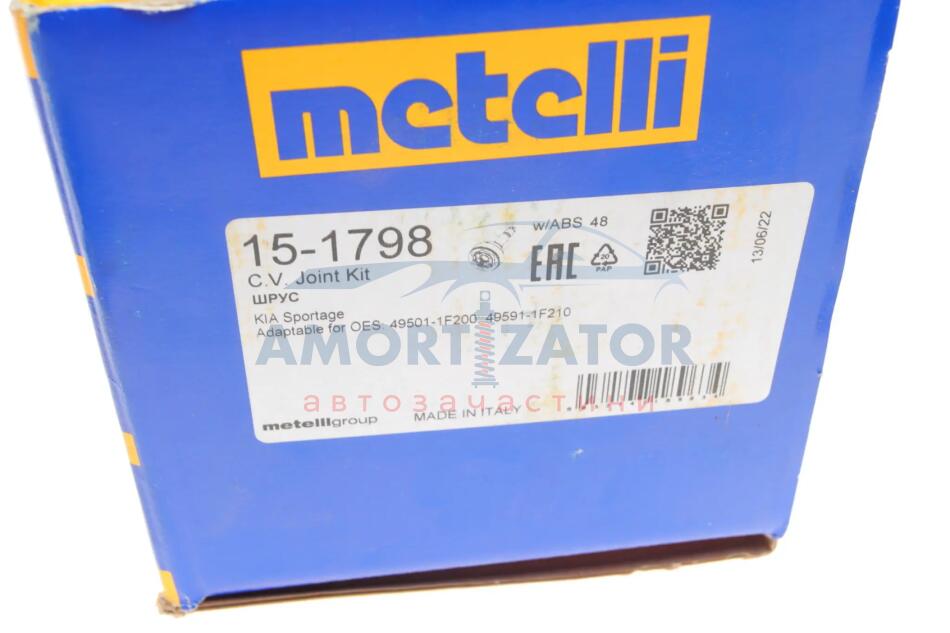 metelli
15-1798
w/ABS 48
C.V. Joint Kit
ШРУС
EAC
20
PAP
13/06/22
KIA Sportage
Adaptable for OES: 49501-1F200 49591-1F210
AMORTIZATOR
автозачастини
metelligroup
MADE IN ITALY